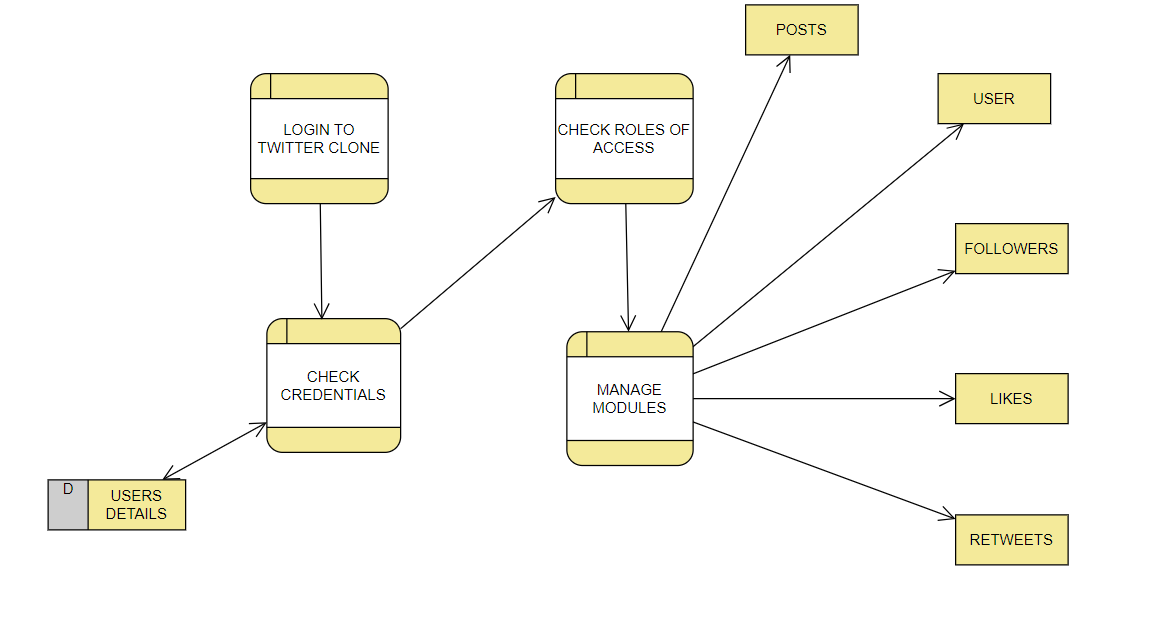 POSTS
USER
LOGIN TO
TWITTER CLONE
CHECK ROLES OF
ACCESS
FOLLOWERS
CHECK
CREDENTIALS
MANAGE
MODULES
LIKES
D
USERS
DETAILS
RETWEETS